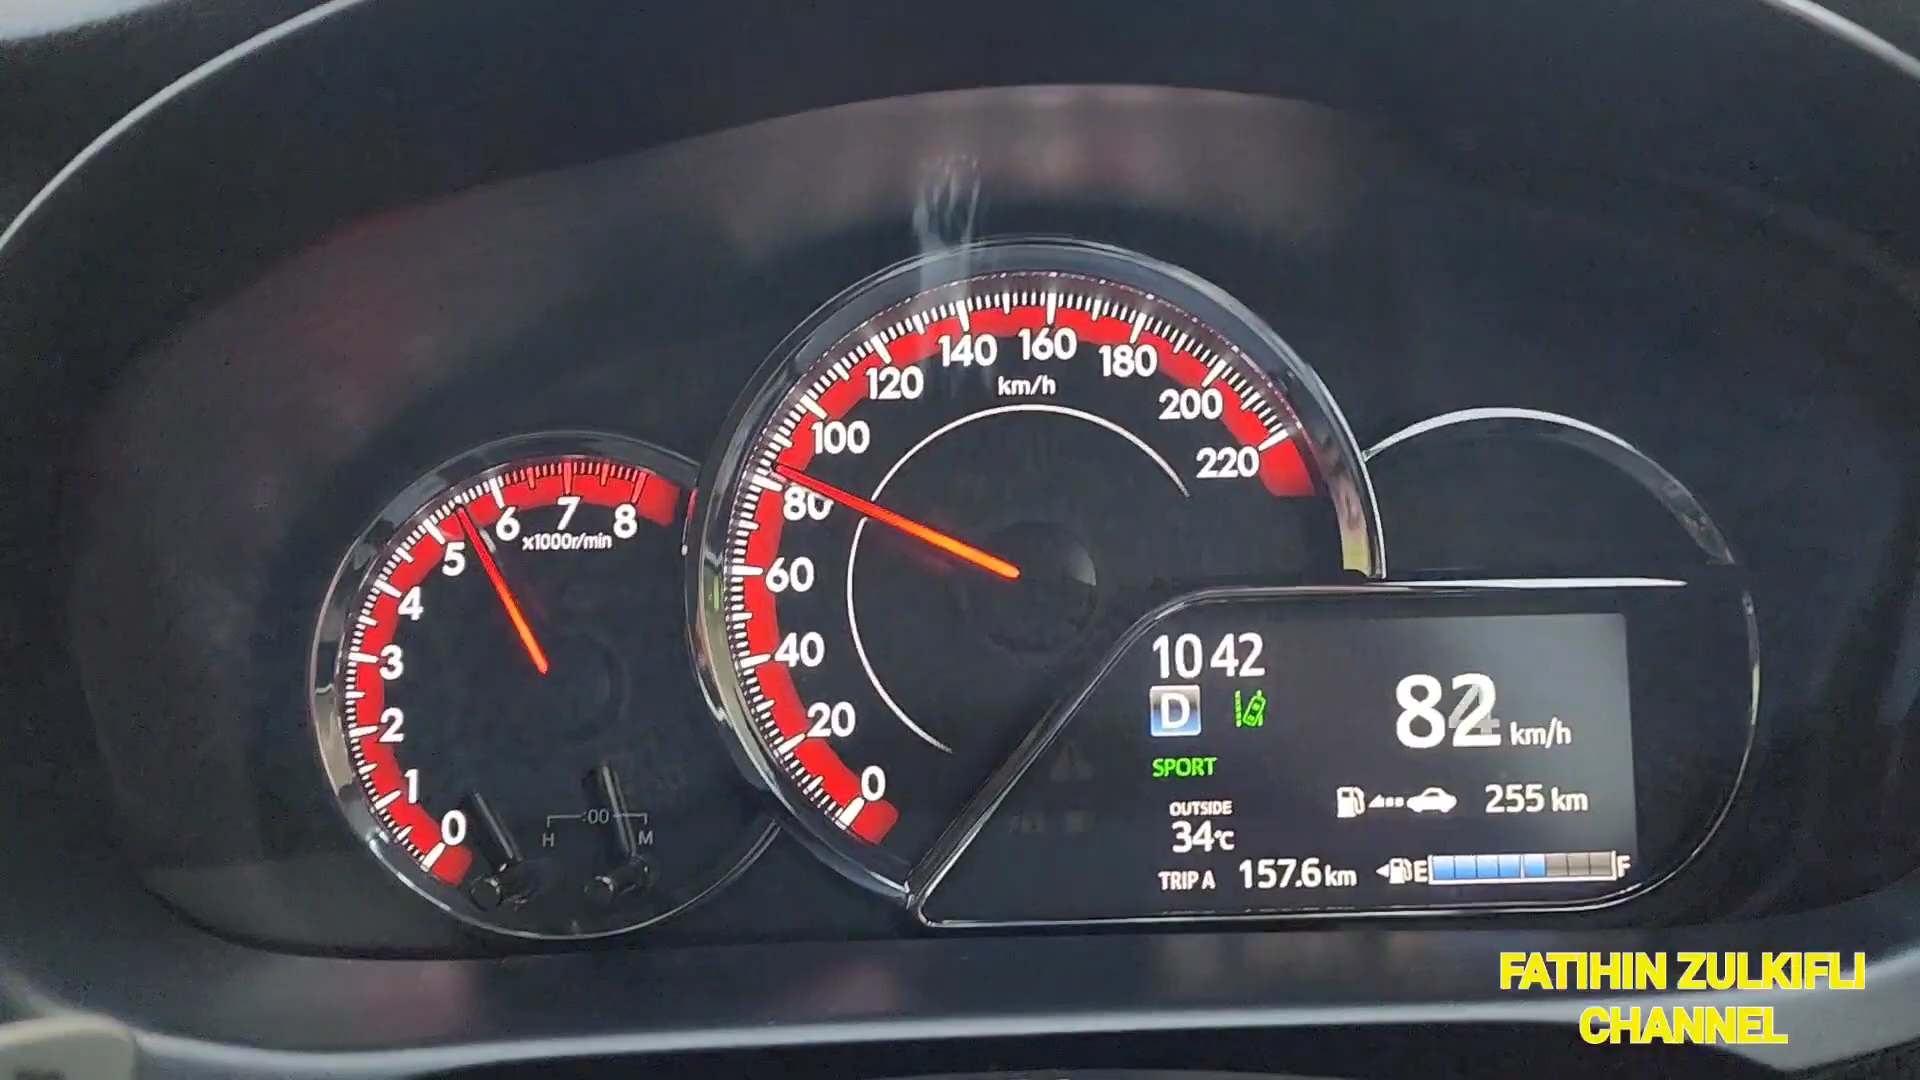 0
1
2
3
4
5
6
7
8
x1000r/min
H :00 M
0
20
40
60
80
100
120
140
160
180
200
220
km/h
10 42
D
82 km/h
SPORT
255 km
OUTSIDE
34°C
TRIP A 157.6 km
E F
FATIHIN ZULKIFLI
CHANNEL